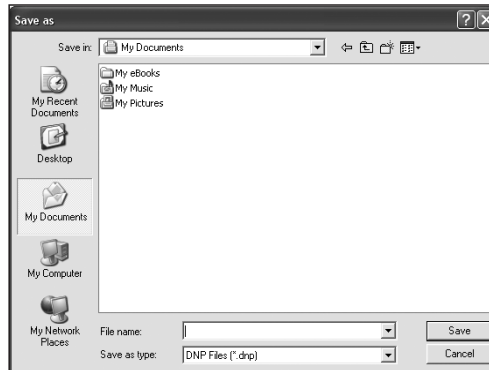 Save as
Save in: My Documents
My Recent
Documents
Desktop
My Documents
My Computer
My Network
Places
My eBooks
My Music
My Pictures
File name:
Save
Save as type: DNP Files (*.dnp)
Cancel